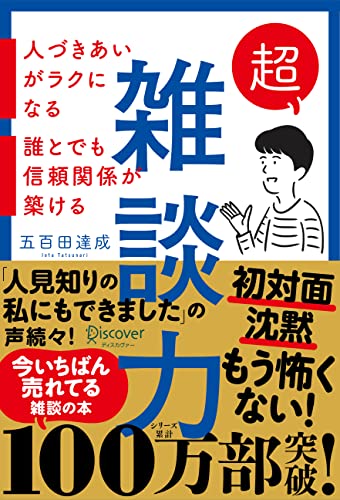 超
雑談力
人づきあい
がラクに
なる
誰とでも
信頼関係が
築ける
五百田達成
Iota Tatsunari
「人見知りの
私にもできました」の
声続々!
Discover
ディスカヴァー
初対面
沈黙
もう怖く
ない!
今いちばん
売れてる
雑談の本
シリーズ
累計
100万部突破!